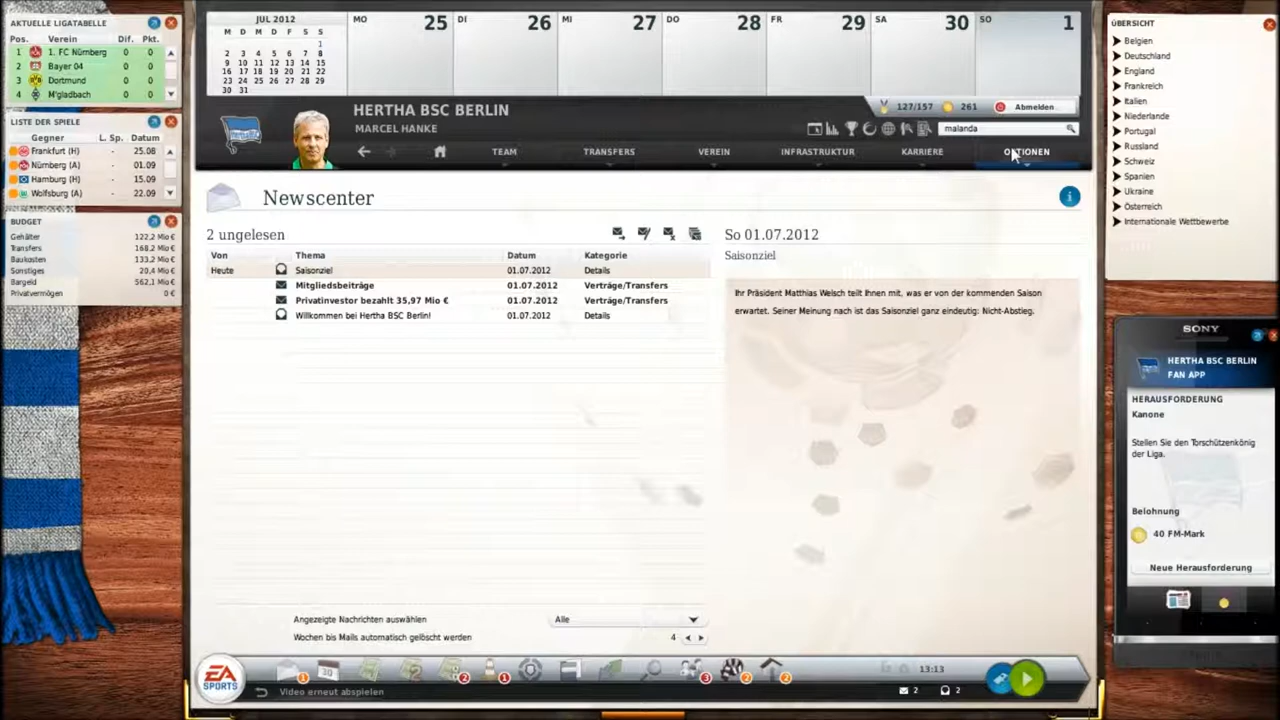 AKTUELLE LIGATABELLE
Pos. Verein Dif. Pkt.
1 1. FC Nürnberg 0 0
2 Bayer 04 0 0
3 Dortmund 0 0
4 M'gladbach 0 0
LISTE DER SPIELE
Gegner L. Sp. Datum
Frankfurt (H) - 25.08
Nürnberg (A) - 01.09
Hamburg (H) - 15.09
Wolfsburg (A) - 22.09
BUDGET
Gehälter 122,2 Mio €
Transfers 168,2 Mio €
Baukosten 133,2 Mio €
Sonstiges 20,4 Mio €
Bargeld 562,1 Mio €
Privatvermögen 0 €
JUL 2012
M D M D F S S
1
2 3 4 5 6 7 8
9 10 11 12 13 14 15
16 17 18 19 20 21 22
23 24 25 26 27 28 29
30 31
MO 25 DI 26 MI 27 DO 28 FR 29 SA 30 SO 1
HERTHA BSC BERLIN
MARCEL HANKE
127/157 261 Abmelden
malanda
TEAM TRANSFERS VEREIN INFRASTRUKTUR KARRIERE OPTIONEN
Newscenter
2 ungelesen
Von Thema Datum Kategorie
Heute Saisonziel 01.07.2012 Details
Mitgliedsbeiträge 01.07.2012 Verträge/Transfers
Privatinvestor bezahlt 35,97 Mio € 01.07.2012 Verträge/Transfers
Willkommen bei Hertha BSC Berlin! 01.07.2012 Details
So 01.07.2012
Saisonziel
Ihr Präsident Matthias Welsch teilt Ihnen mit, was er von der kommenden Saison
erwartet. Seiner Meinung nach ist das Saisonziel ganz eindeutig: Nicht-Abstieg.
Angezeigte Nachrichten auswählen Alle
Wochen bis Mails automatisch gelöscht werden 4
EA SPORTS
30 1 2 1 3 2 2
13:13
Video erneut abspielen
2 2
ÜBERSICHT
Belgien
Deutschland
England
Frankreich
Italien
Niederlande
Portugal
Russland
Schweiz
Spanien
Ukraine
Österreich
Internationale Wettbewerbe
SONY
HERTHA BSC BERLIN
FAN APP
HERAUSFORDERUNG
Kanone
Stellen Sie den Torschützenkönig
der Liga.
Belohnung
40 FM-Mark
Neue Herausforderung